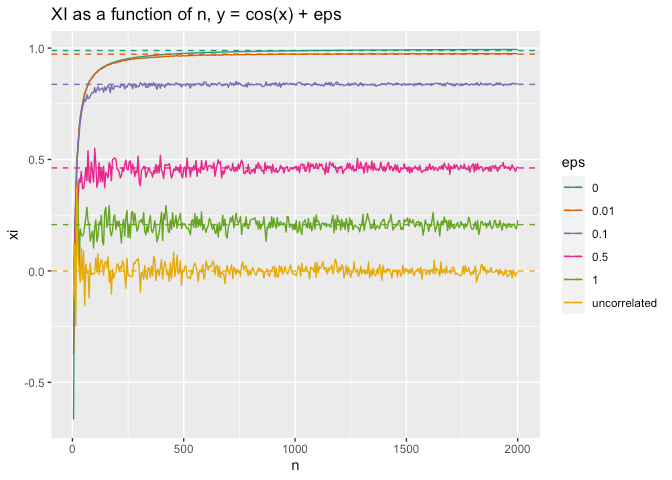 XI as a function of n, y = cos(x) + eps
1.0
0.5
0.0
-0.5
xi
0
500
1000
1500
2000
n
eps
0
0.01
0.1
0.5
1
uncorrelated